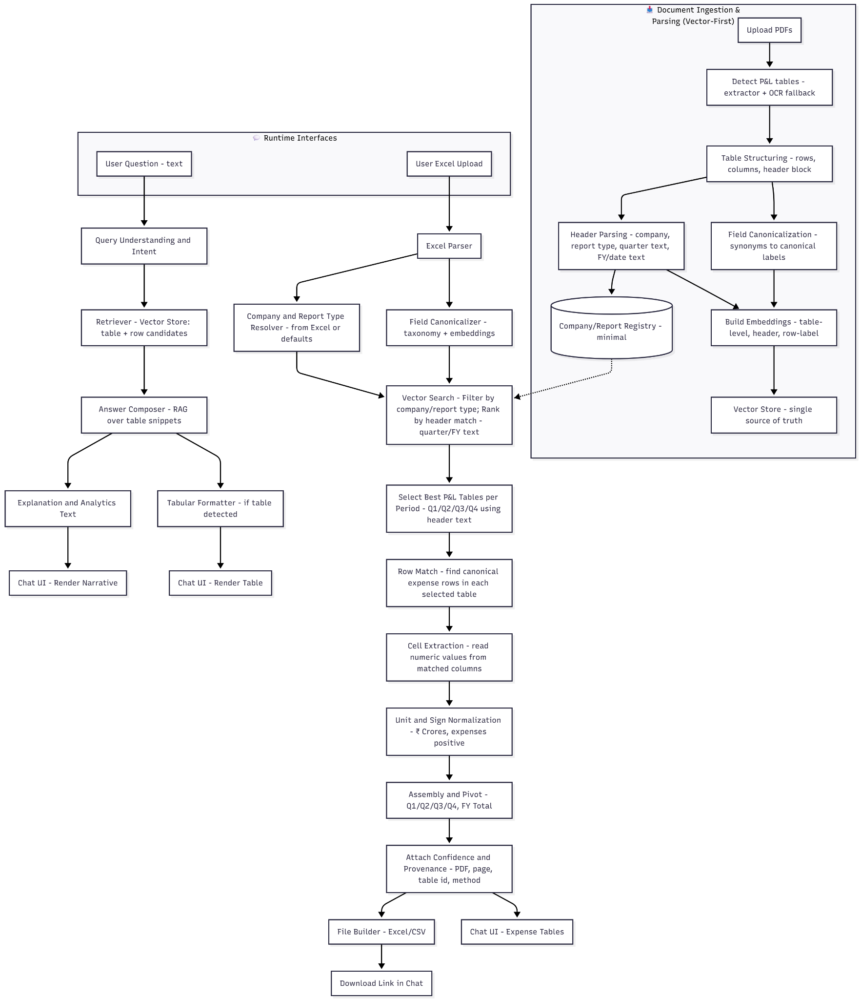 Document Ingestion &
Parsing (Vector-First)
Upload PDFs
Detect P&L tables -
extractor + OCR fallback
Table Structuring - rows,
columns, header block
Header Parsing - company,
report type, quarter text,
FY/date text
Field Canonicalization -
synonyms to canonical
labels
Company/Report Registry -
minimal
Build Embeddings - table-
level, header, row-label
Vector Store - single
source of truth
Runtime Interfaces
User Question - text
User Excel Upload
Query Understanding and
Intent
Excel Parser
Retriever - Vector Store:
table + row candidates
Company and Report Type
Resolver - from Excel or
defaults
Field Canonicalizer -
taxonomy + embeddings
Answer Composer - RAG
over table snippets
Vector Search - Filter by
company/report type; Rank
by header match -
quarter/FY text
Explanation and Analytics
Text
Tabular Formatter - if table
detected
Select Best P&L Tables per
Period - Q1/Q2/Q3/Q4 using
header text
Chat UI - Render Narrative
Chat UI - Render Table
Row Match - find canonical
expense rows in each
selected table
Cell Extraction - read
numeric values from
matched columns
Unit and Sign Normalization
- ₹ Crores, expenses
positive
Assembly and Pivot -
Q1/Q2/Q3/Q4, FY Total
Attach Confidence and
Provenance - PDF, page,
table id, method
File Builder - Excel/CSV
Chat UI - Expense Tables
Download Link in Chat